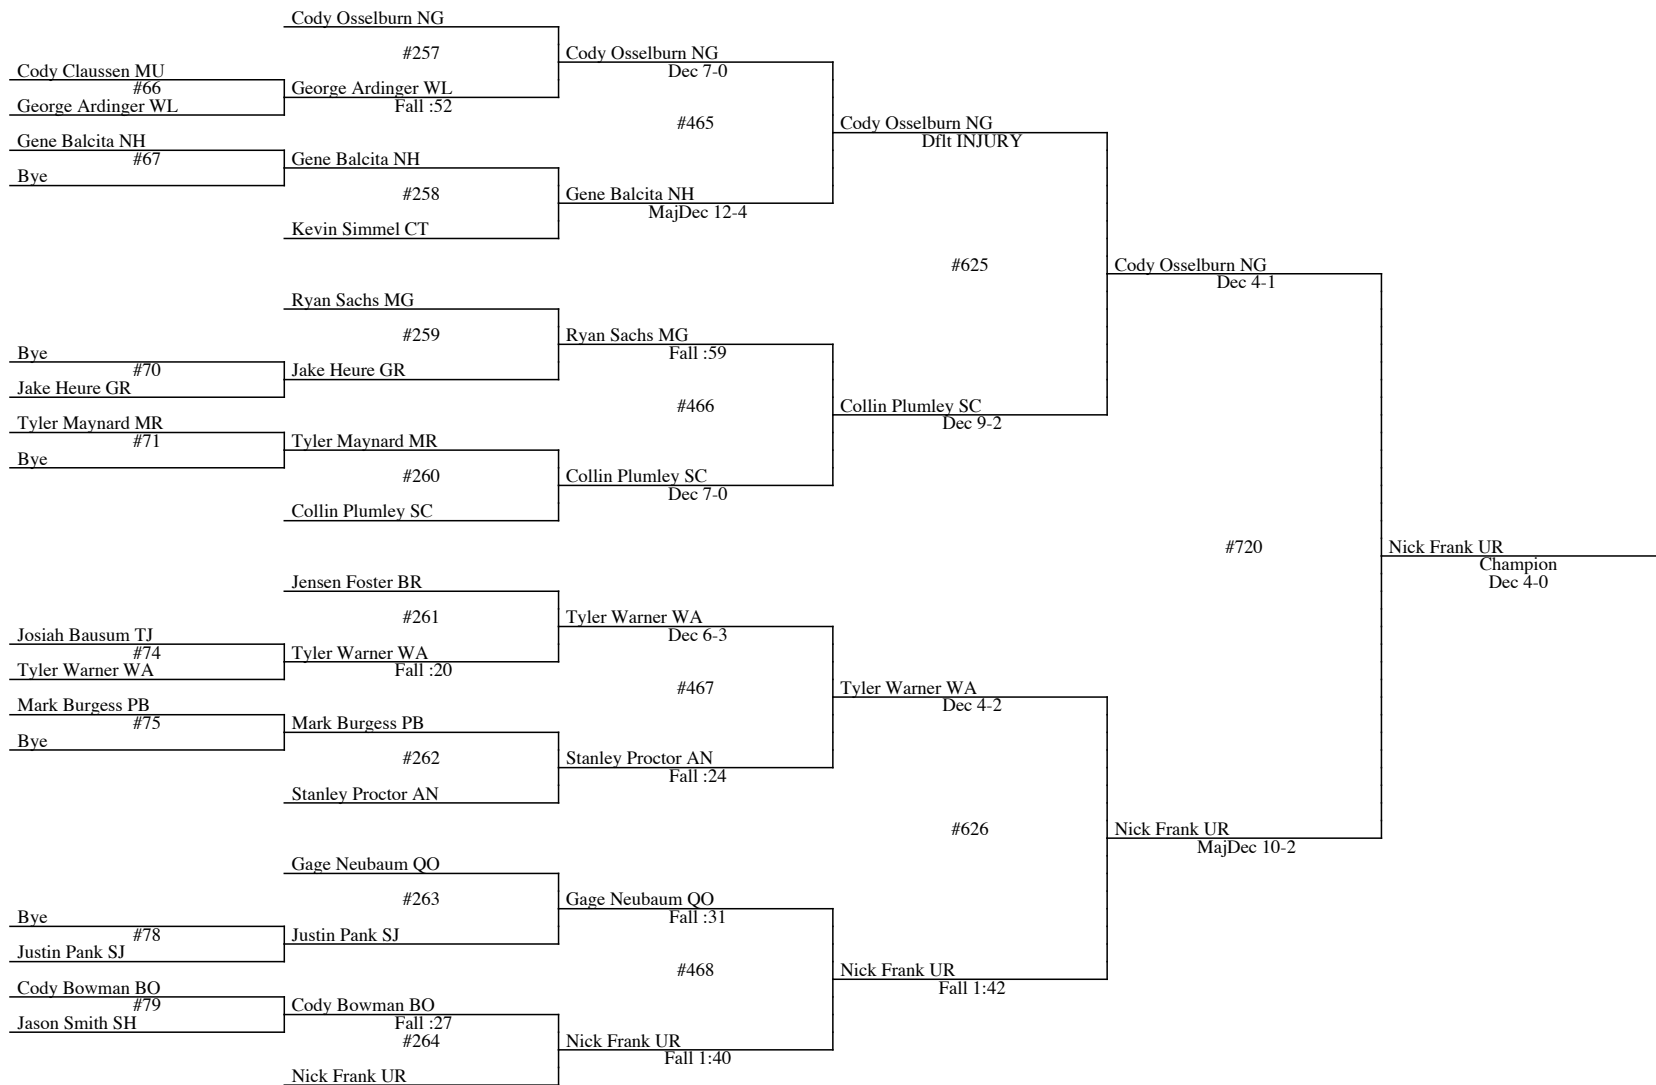 Cody Osselburn NG
#257
Cody Osselburn NG
Dec 7-0
Cody Claussen MU
#66
George Ardinger WL
George Ardinger WL
Fall :52
#465
Cody Osselburn NG
Dflt INJURY
Gene Balcita NH
#67
Bye
Gene Balcita NH
#258
Gene Balcita NH
MajDec 12-4
Kevin Simmel CT
#625
Cody Osselburn NG
Dec 4-1
Ryan Sachs MG
#259
Ryan Sachs MG
Fall :59
Bye
#70
Jake Heure GR
Jake Heure GR
#466
Collin Plumley SC
Dec 9-2
Tyler Maynard MR
#71
Bye
Tyler Maynard MR
#260
Collin Plumley SC
Dec 7-0
Collin Plumley SC
#720
Nick Frank UR
Champion
Dec 4-0
Jensen Foster BR
#261
Tyler Warner WA
Dec 6-3
Josiah Bausum TJ
#74
Tyler Warner WA
Tyler Warner WA
Fall :20
#467
Tyler Warner WA
Dec 4-2
Mark Burgess PB
#75
Bye
Mark Burgess PB
#262
Stanley Proctor AN
Fall :24
Stanley Proctor AN
#626
Nick Frank UR
MajDec 10-2
Gage Neubaum QO
#263
Gage Neubaum QO
Fall :31
Bye
#78
Justin Pank SJ
Justin Pank SJ
#468
Nick Frank UR
Fall 1:42
Cody Bowman BO
#79
Jason Smith SH
Cody Bowman BO
Fall :27
#264
Nick Frank UR
Fall 1:40
Nick Frank UR